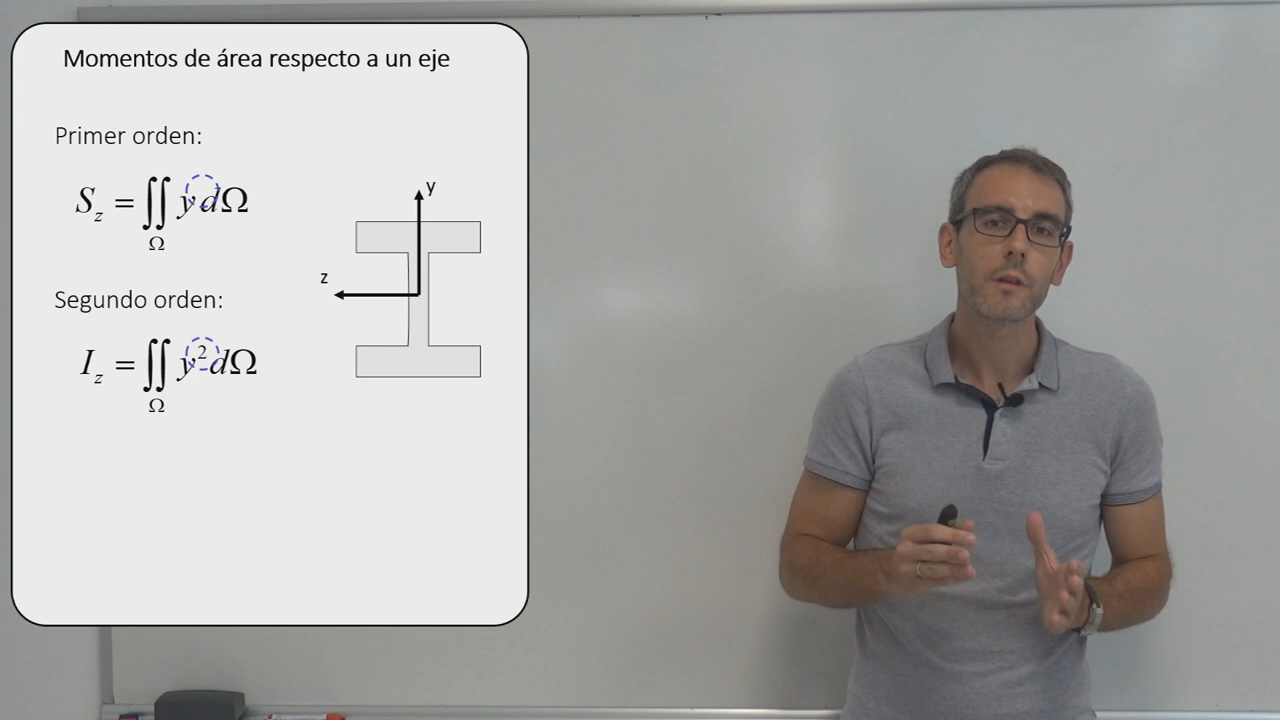 Momentos de área respecto a un eje
Primer orden:
S_z = ∬_Ω y dΩ
Segundo orden:
I_z = ∬_Ω y² dΩ
y
z